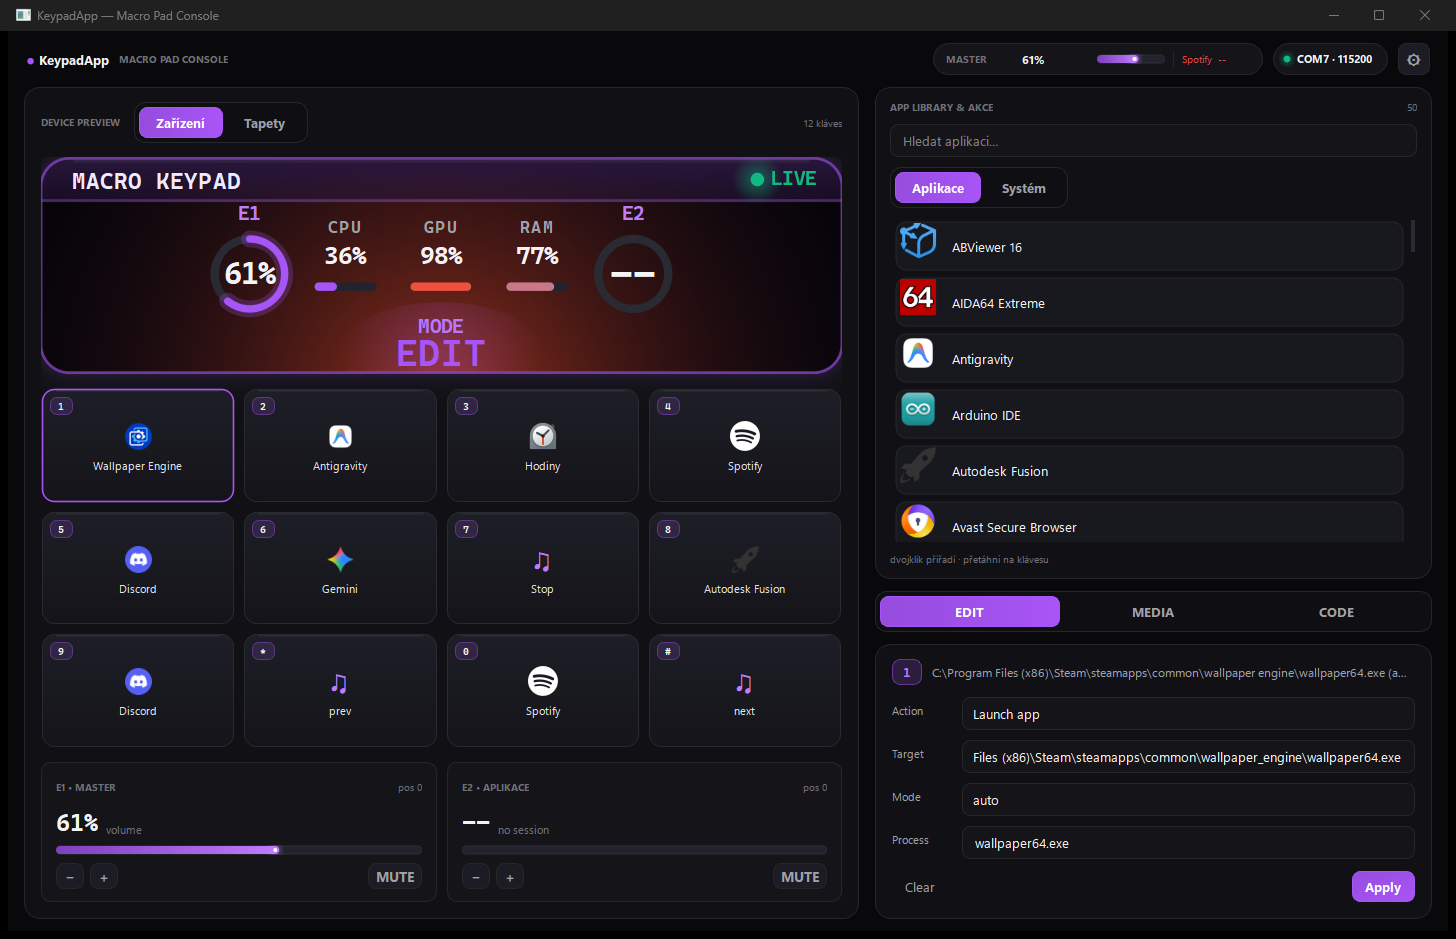 KeypadApp — Macro Pad Console
KeypadApp MACRO PAD CONSOLE
MASTER 61% Spotify -- COM7 · 115200
DEVICE PREVIEW Zařízení Tapety 12 kláves
MACRO KEYPAD LIVE
E1 CPU GPU RAM E2
61% 36% 98% 77% --
MODE
EDIT
1 2 3 4
Wallpaper Engine Antigravity Hodiny Spotify
5 6 7 8
Discord Gemini Stop Autodesk Fusion
9 * 0 #
Discord prev Spotify next
E1 • MASTER pos 0
61% volume
− + MUTE
E2 • APLIKACE pos 0
-- no session
− + MUTE
APP LIBRARY & AKCE 50
Hledat aplikaci...
Aplikace Systém
ABViewer 16
64 AIDA64 Extreme
Antigravity
Arduino IDE
Autodesk Fusion
Avast Secure Browser
dvojklik přiřadí · přetáhni na klávesu
EDIT MEDIA CODE
1 C:\Program Files (x86)\Steam\steamapps\common\wallpaper engine\wallpaper64.exe (a...
Action Launch app
Target Files (x86)\Steam\steamapps\common\wallpaper_engine\wallpaper64.exe
Mode auto
Process wallpaper64.exe
Clear Apply